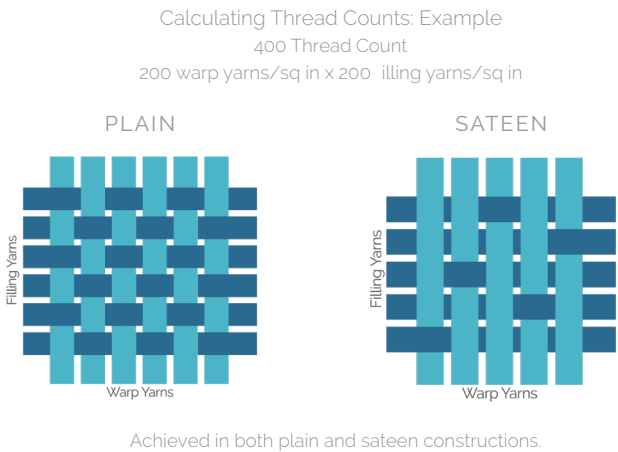 Calculating Thread Counts: Example
400 Thread Count
200 warp yarns/sq in x 200 illing yarns/sq in
PLAIN
SATEEN
Filling Yarns
Warp Yarns
Filling Yarns
Warp Yarns
Achieved in both plain and sateen constructions.